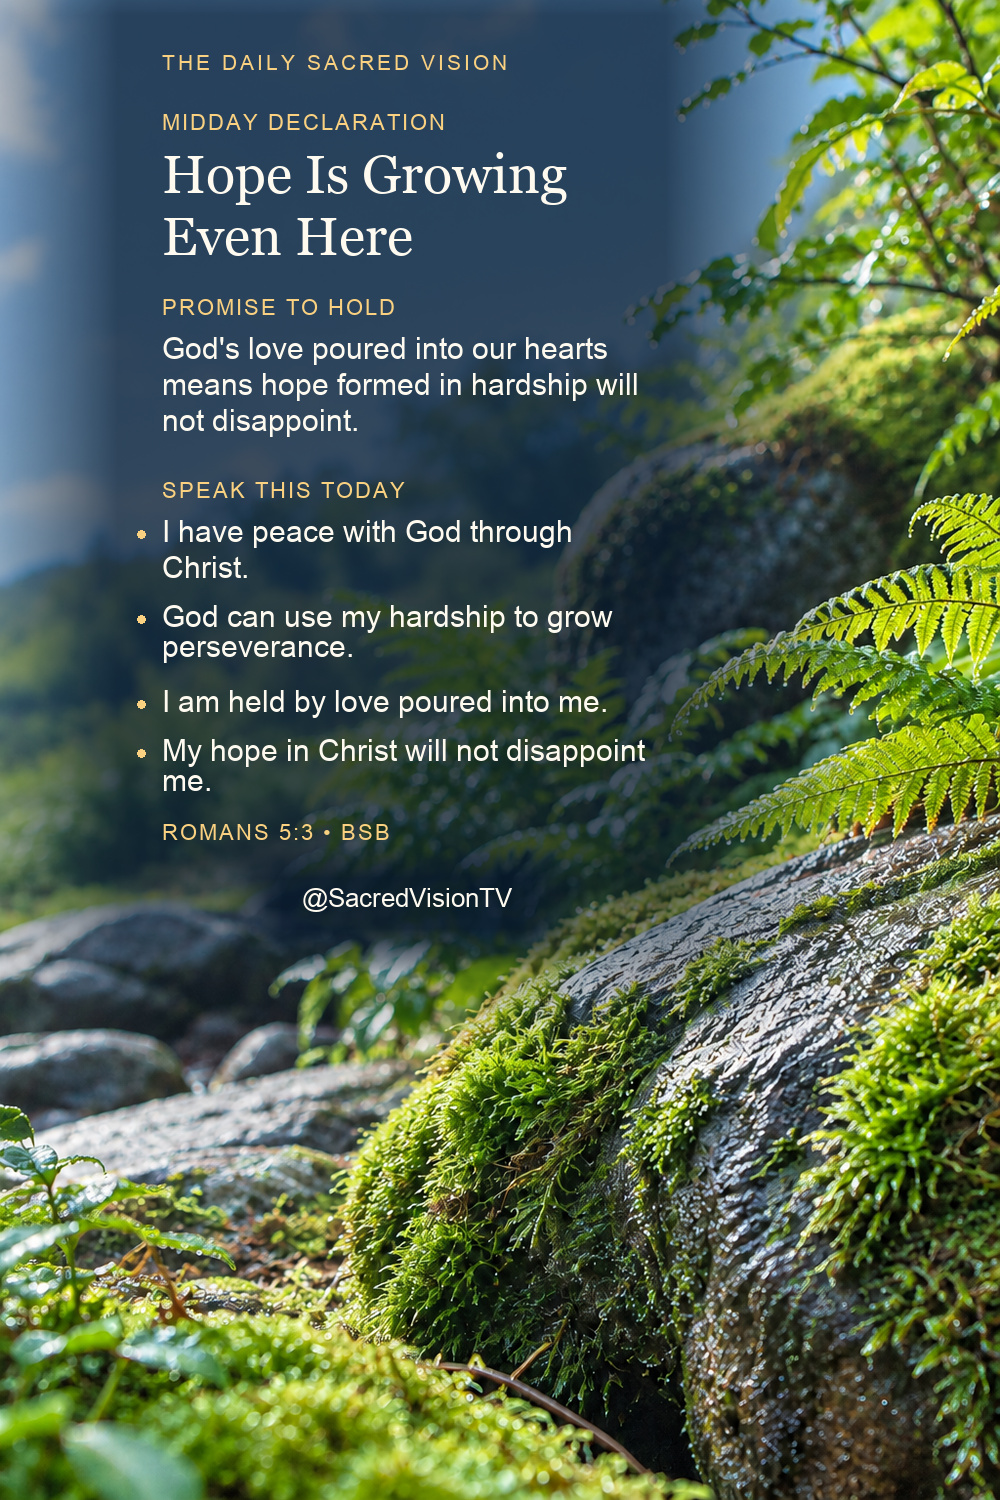 THE DAILY SACRED VISION
MIDDAY DECLARATION
Hope Is Growing
Even Here
PROMISE TO HOLD
God's love poured into our hearts
means hope formed in hardship will
not disappoint.
SPEAK THIS TODAY
• I have peace with God through
Christ.
• God can use my hardship to grow
perseverance.
• I am held by love poured into me.
• My hope in Christ will not disappoint
me.
ROMANS 5:3 • BSB
@SacredVisionTV